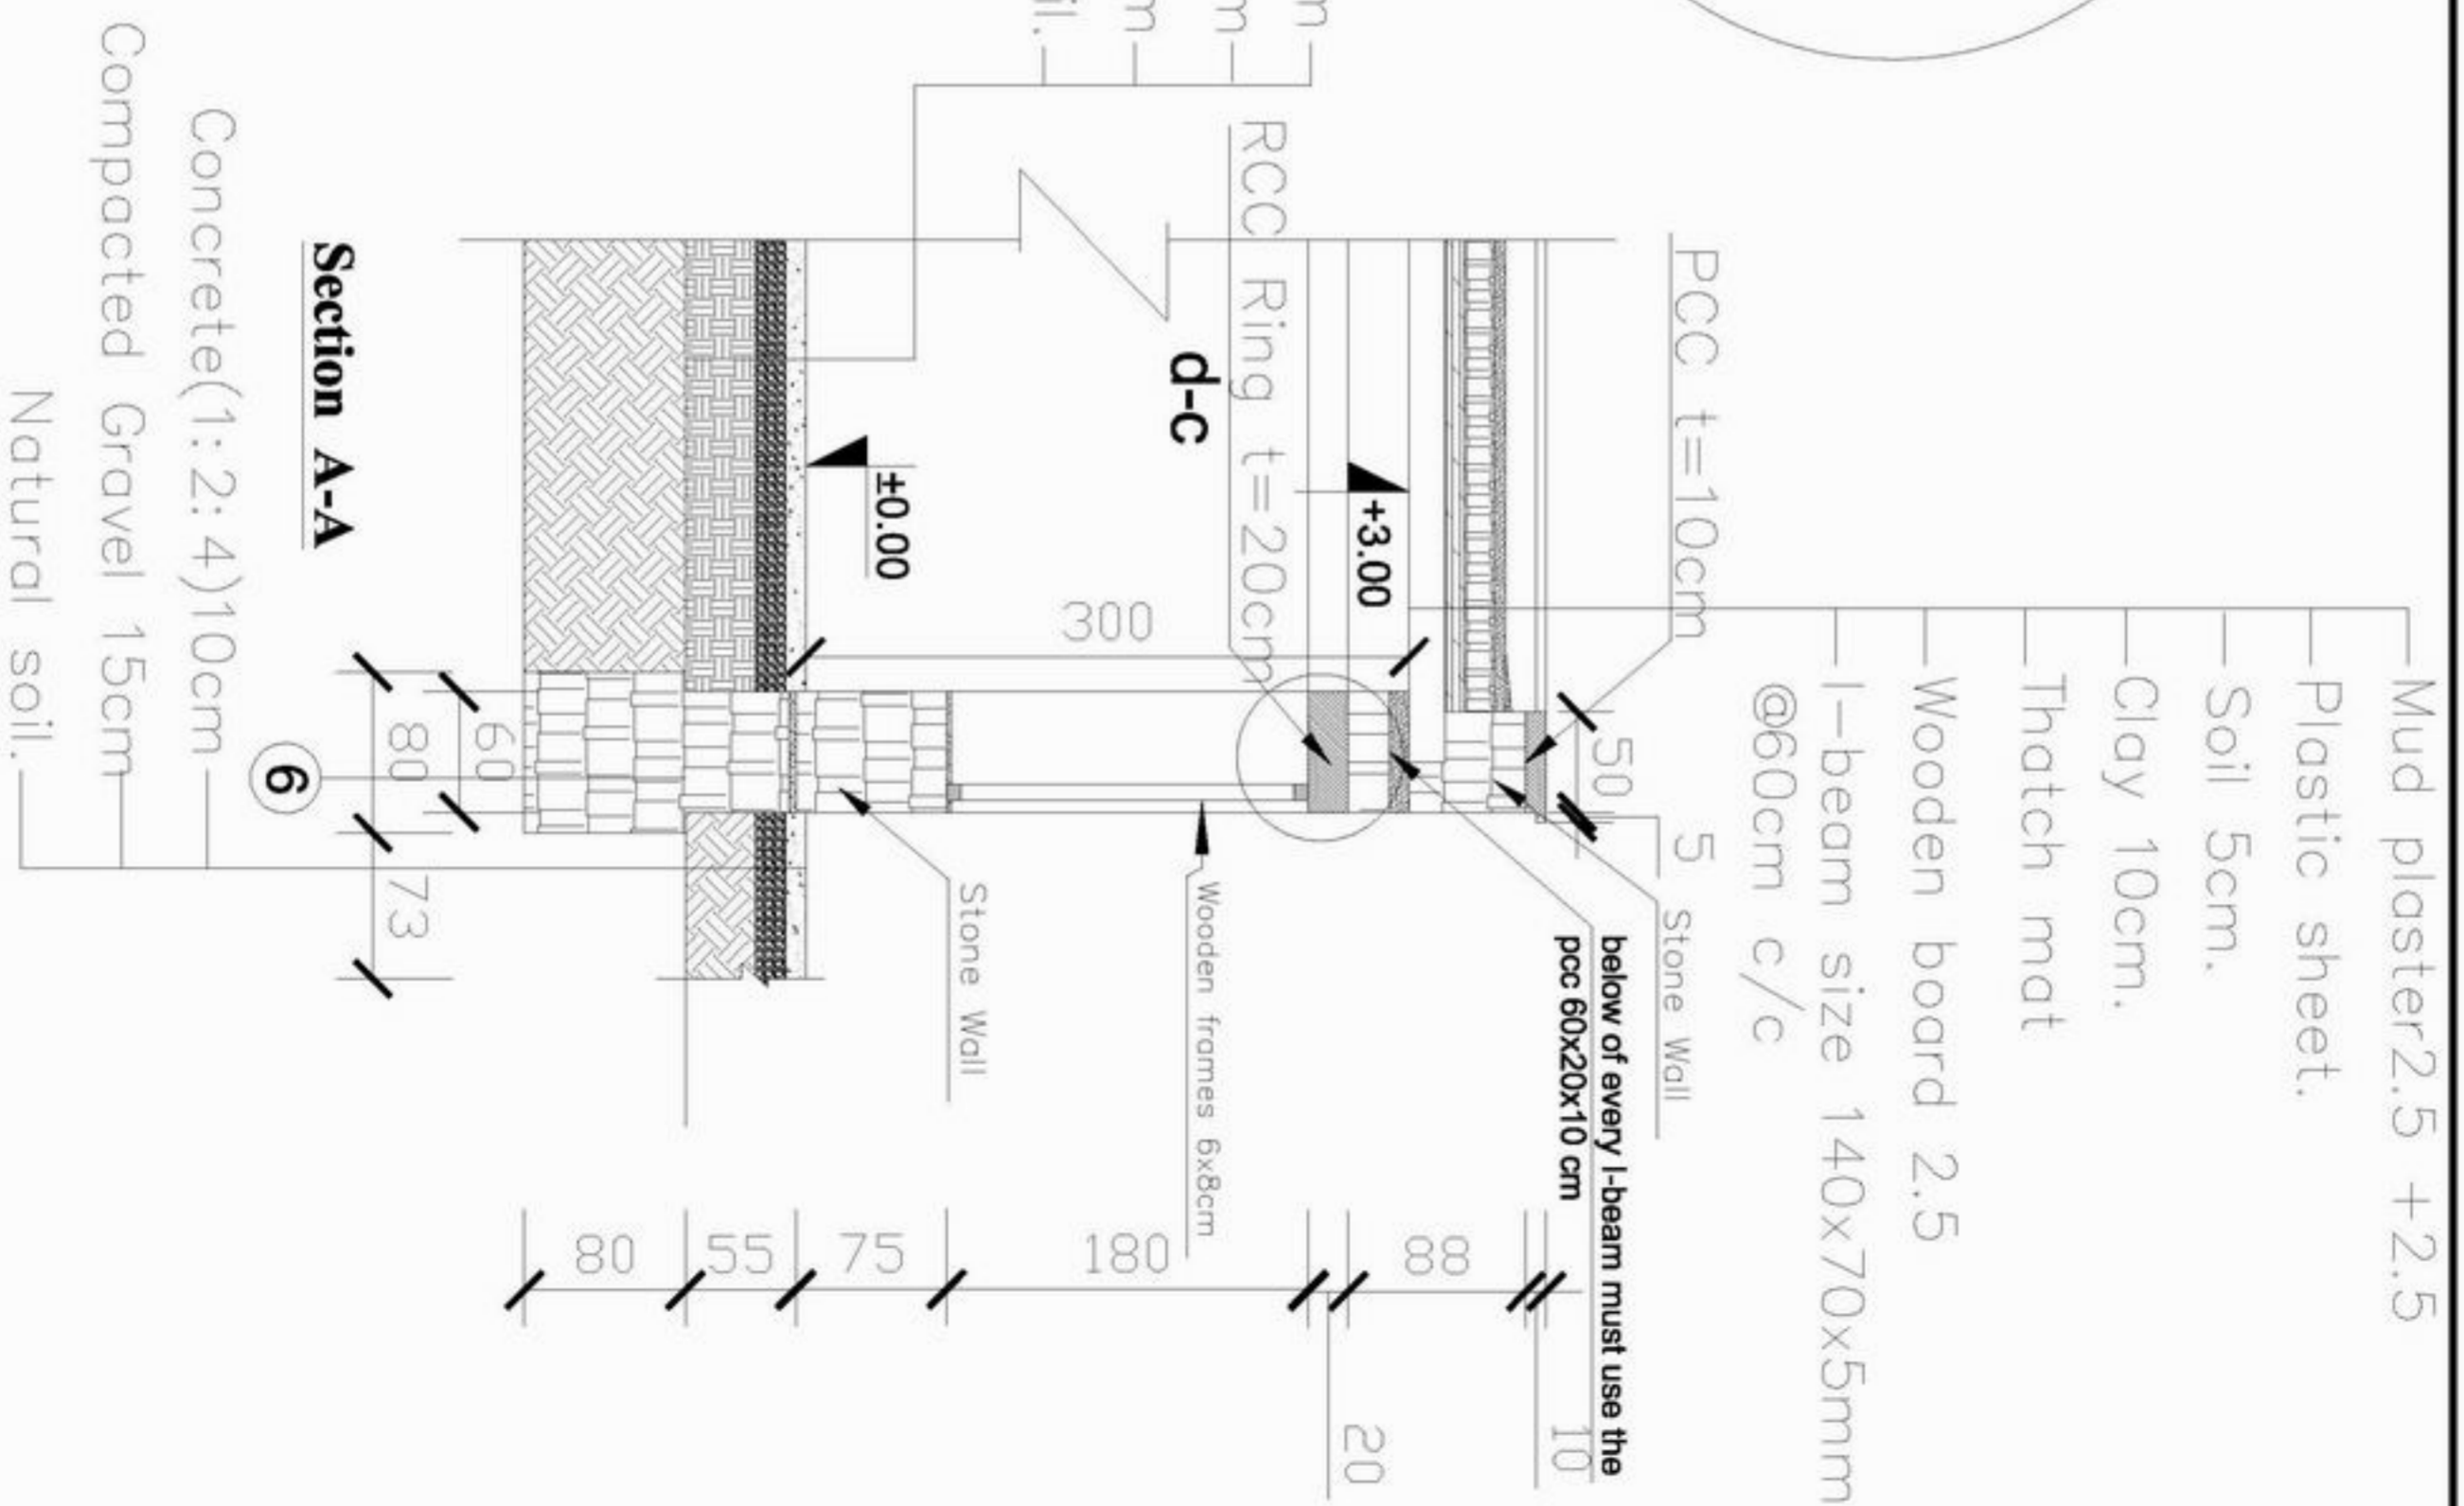 Mud plaster2.5 +2.5
Plastic sheet.
Soil 5cm.
Clay 10cm.
Thatch mat
Wooden board 2.5
I-beam size 140x70x5mm
@60cm c/c
PCC t=10cm
50
5
Stone Wall
below of every I-beam must use the
pcc 60x20x10 cm
10
20
88
+3.00
RCC Ring t=20cm
d-c
300
180
Wooden frames 6x8cm
Stone Wall
±0.00
75
55
80
60
80
73
6
Section A-A
Concrete(1:2:4)10cm
Compacted Gravel 15cm
Natural soil.